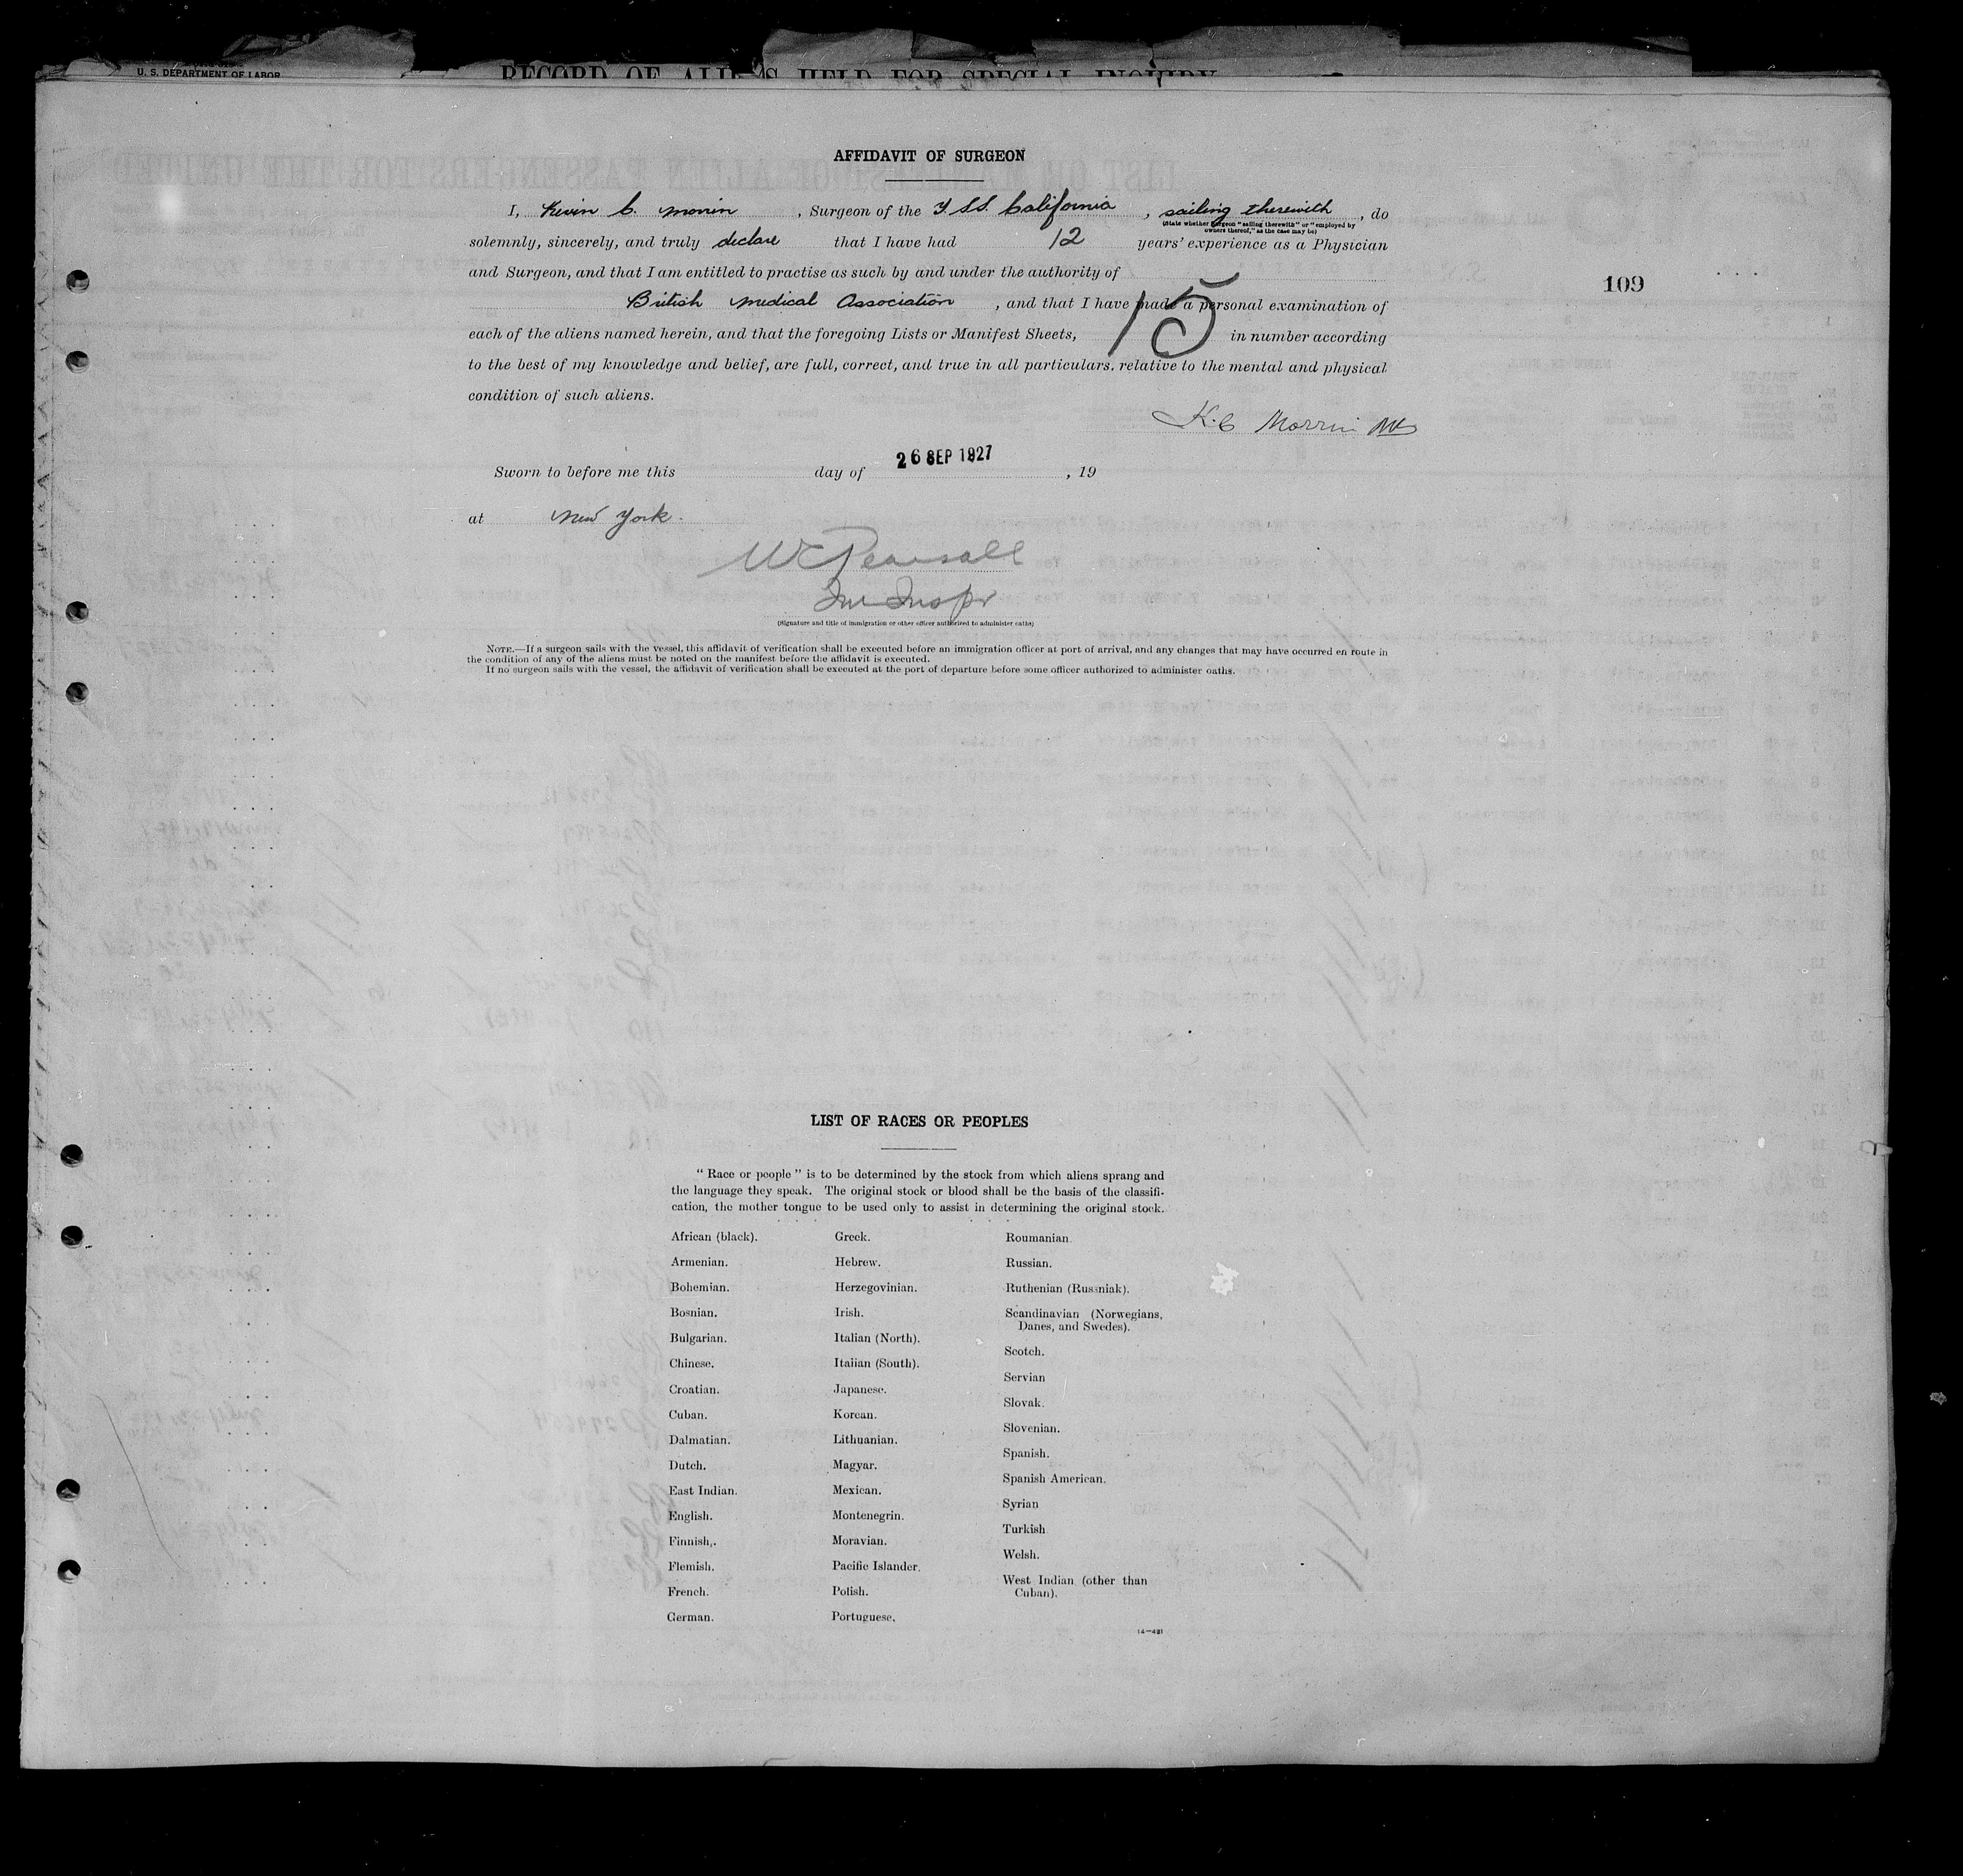 U. S. DEPARTMENT OF LABOR
RECORD OF ALIENS HELD FOR SPECIAL INQUIRY
AFFIDAVIT OF SURGEON
I, Kevin C. Morrin, Surgeon of the T.SS. California, sailing therewith, do
(State whether Surgeon "sailing therewith" or "employed by
owners thereof," as the case may be)
solemnly, sincerely, and truly declare that I have had 12 years' experience as a Physician
and Surgeon, and that I am entitled to practise as such by and under the authority of
109
British Medical Association, and that I have made a personal examination of
each of the aliens named herein, and that the foregoing Lists or Manifest Sheets, 15 in number according
to the best of my knowledge and belief, are full, correct, and true in all particulars. relative to the mental and physical
condition of such aliens.
K.C Morrin
Sworn to before me this day of 26 SEP 1927, 19
at New York.
WC Pearsall
Im Inspr
(Signature and title of immigration or other officer authorized to administer oaths)
NOTE.—If a surgeon sails with the vessel, this affidavit of verification shall be executed before an immigration officer at port of arrival, and any changes that may have occurred en route in
the condition of any of the aliens must be noted on the manifest before the affidavit is executed.
If no surgeon sails with the vessel, the affidavit of verification shall be executed at the port of departure before some officer authorized to administer oaths.
LIST OF RACES OR PEOPLES
"Race or people" is to be determined by the stock from which aliens sprang and
the language they speak. The original stock or blood shall be the basis of the classifi-
cation, the mother tongue to be used only to assist in determining the original stock.
African (black).
Armenian.
Bohemian.
Bosnian.
Bulgarian.
Chinese.
Croatian.
Cuban.
Dalmatian.
Dutch.
East Indian.
English.
Finnish,.
Flemish.
French.
German.
Greek.
Hebrew.
Herzegovinian.
Irish.
Italian (North).
Italian (South).
Japanese.
Korean.
Lithuanian.
Magyar.
Mexican.
Montenegrin.
Moravian.
Pacific Islander.
Polish.
Portuguese.
Roumanian
Russian.
Ruthenian (Russniak).
Scandinavian (Norwegians,
Danes, and Swedes).
Scotch.
Servian
Slovak.
Slovenian.
Spanish.
Spanish American.
Syrian
Turkish
Welsh.
West Indian (other than
Cuban).
14—431